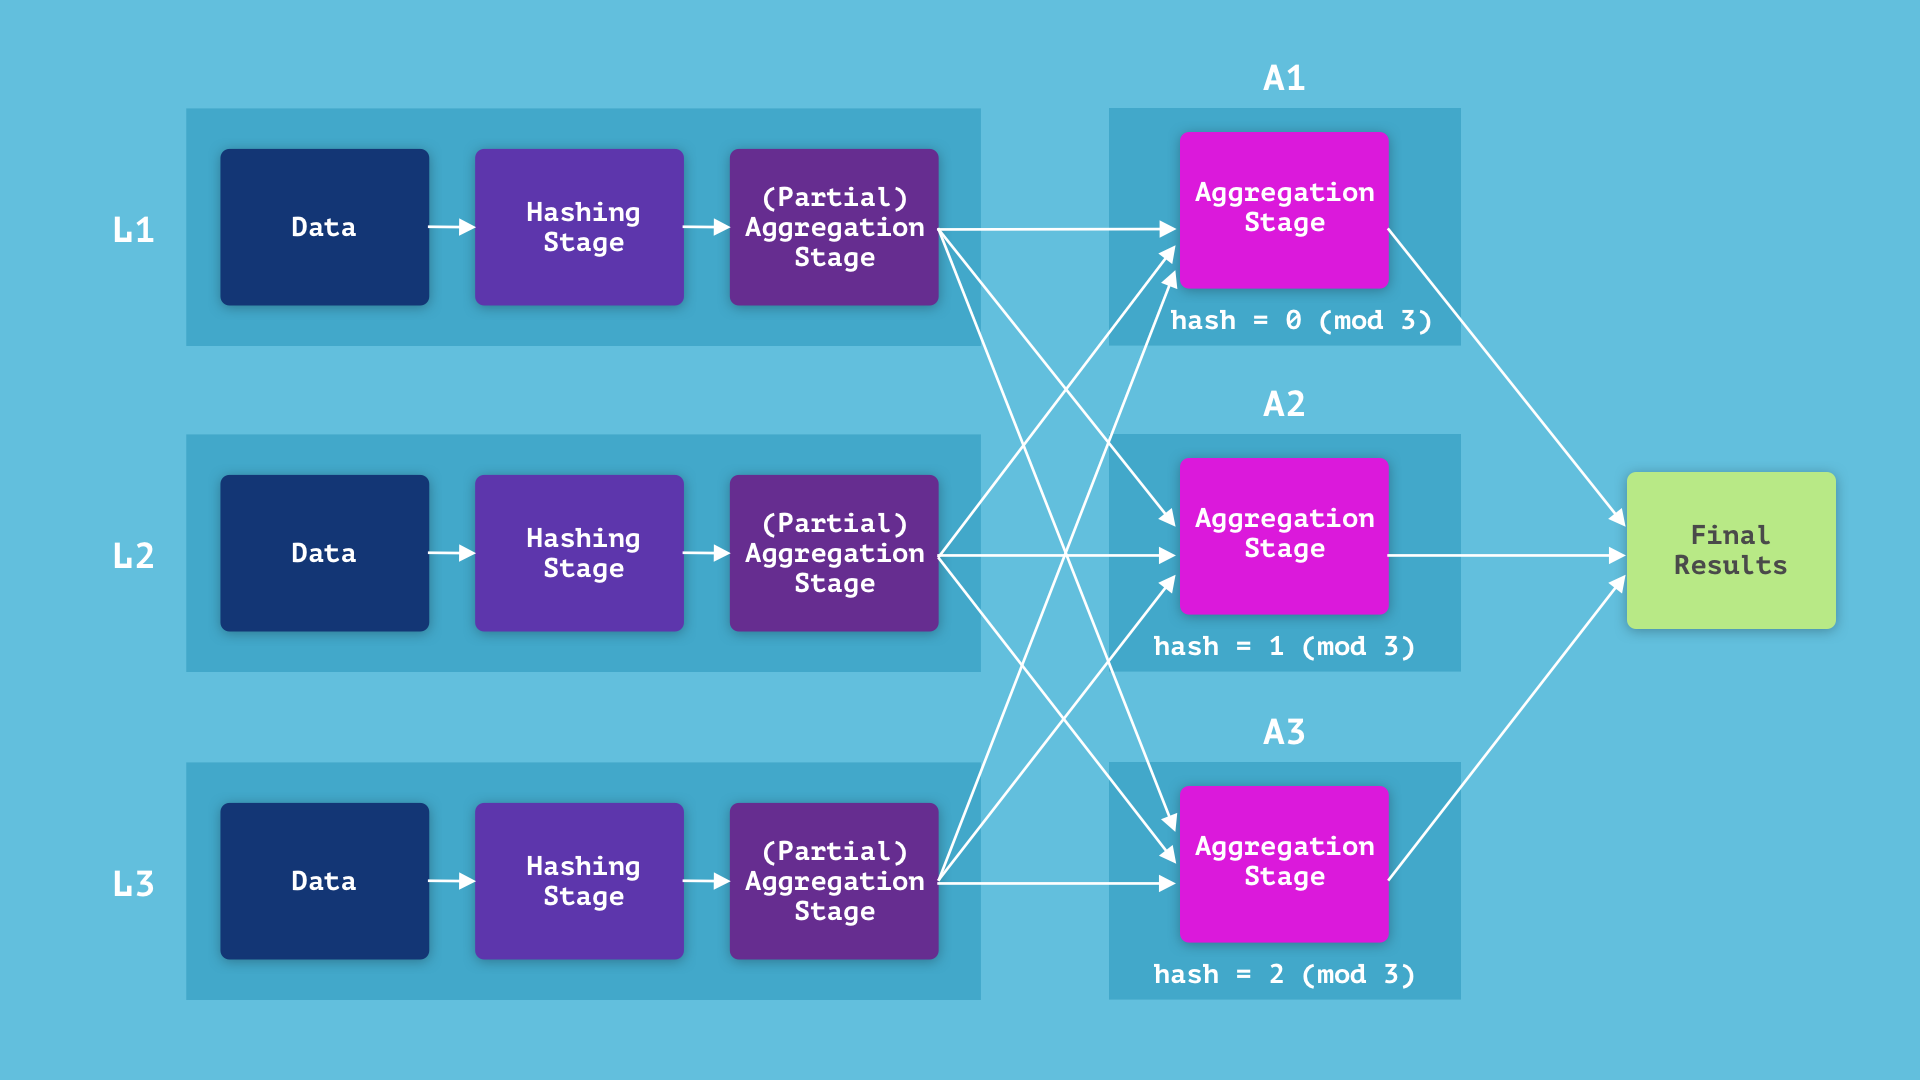 A1
L1
Data
Hashing
Stage
(Partial)
Aggregation
Stage
Aggregation
Stage
hash = 0 (mod 3)
A2
L2
Data
Hashing
Stage
(Partial)
Aggregation
Stage
Aggregation
Stage
hash = 1 (mod 3)
Final
Results
A3
L3
Data
Hashing
Stage
(Partial)
Aggregation
Stage
Aggregation
Stage
hash = 2 (mod 3)